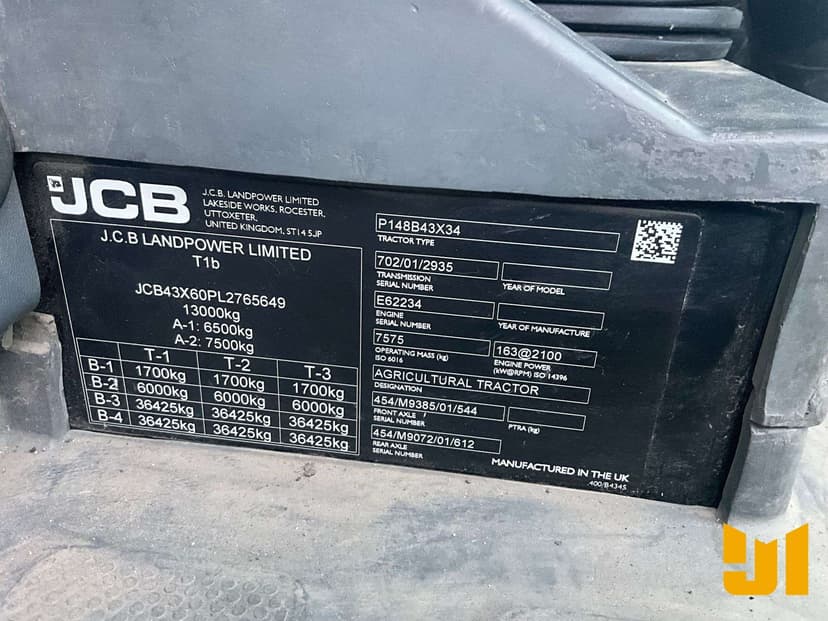 JCB
J.C.B. LANDPOWER LIMITED
LAKESIDE WORKS, ROCESTER,
UTTOXETER,
UNITED KINGDOM, ST14 5JP
J.C.B LANDPOWER LIMITED
T1b
JCB43X60PL2765649
13000kg
A-1: 6500kg
A-2: 7500kg
T-1 T-2 T-3
B-1 1700kg 1700kg 1700kg
B-2 6000kg 6000kg 6000kg
B-3 36425kg 36425kg 36425kg
B-4 36425kg 36425kg 36425kg
P148B43X34
TRACTOR TYPE
702/01/2935
TRANSMISSION
SERIAL NUMBER
YEAR OF MODEL
E62234
ENGINE
SERIAL NUMBER
YEAR OF MANUFACTURE
7575
OPERATING MASS (kg)
ISO 6016
163@2100
ENGINE POWER
(kW@RPM) ISO 14396
AGRICULTURAL TRACTOR
DESIGNATION
454/M9385/01/544
FRONT AXLE
SERIAL NUMBER
PTRA (kg)
454/M9072/01/612
REAR AXLE
SERIAL NUMBER
MANUFACTURED IN THE UK
400/B4345